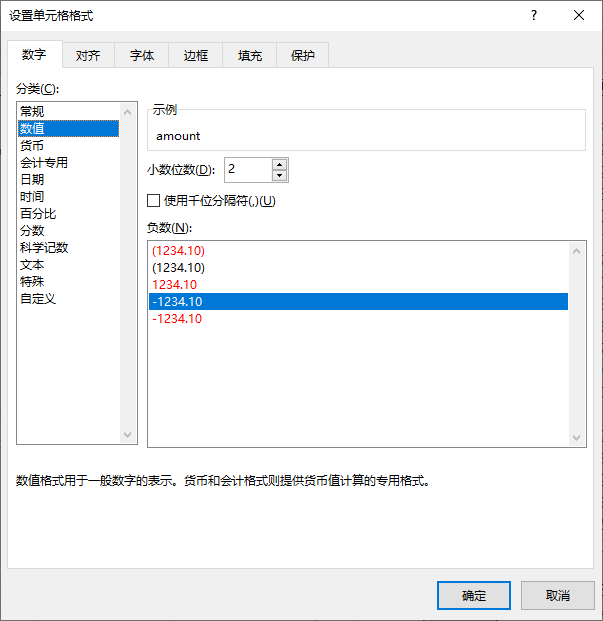 设置单元格格式
?
数字 对齐 字体 边框 填充 保护
分类(C):
常规
数值
货币
会计专用
日期
时间
百分比
分数
科学记数
文本
特殊
自定义
示例
amount
小数位数(D): 2
使用千位分隔符(,)(U)
负数(N):
(1234.10)
(1234.10)
1234.10
-1234.10
-1234.10
数值格式用于一般数字的表示。货币和会计格式则提供货币值计算的专用格式。
确定 取消